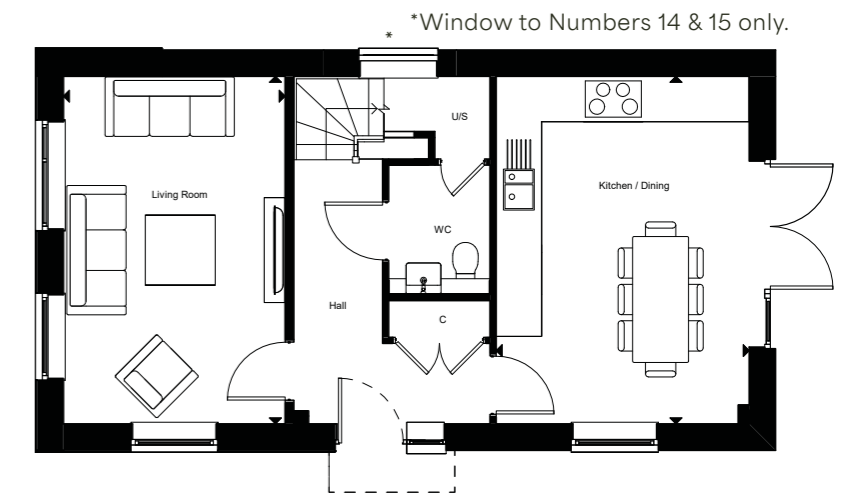 *Window to Numbers 14 & 15 only.
*
U/S
Living Room
Kitchen / Dining
WC
Hall
C